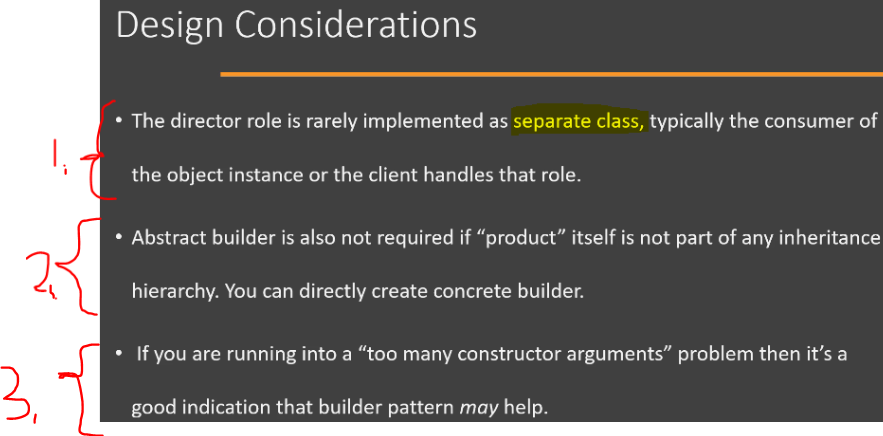 Design Considerations
1.
• The director role is rarely implemented as separate class, typically the consumer of
the object instance or the client handles that role.
2.
• Abstract builder is also not required if “product” itself is not part of any inheritance
hierarchy. You can directly create concrete builder.
3.
• If you are running into a “too many constructor arguments” problem then it’s a
good indication that builder pattern may help.